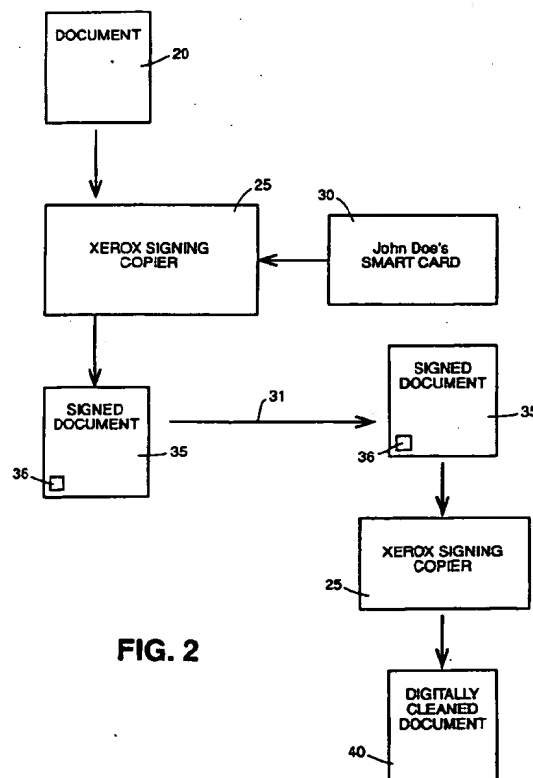 DOCUMENT
20
25
XEROX SIGNING
COPIER
30
John Doe's
SMART CARD
SIGNED
DOCUMENT
35
36
31
SIGNED
DOCUMENT
35
36
XEROX SIGNING
COPIER
25
FIG. 2
DIGITALLY
CLEANED
DOCUMENT
40